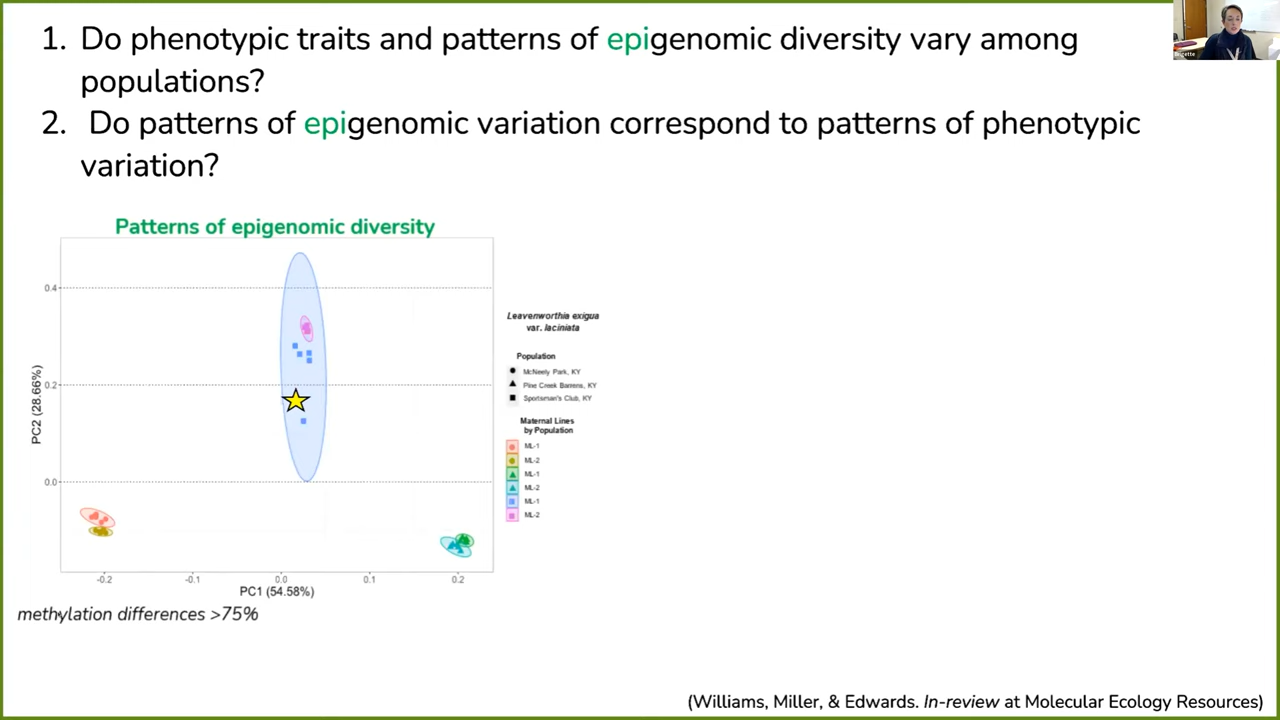 1. Do phenotypic traits and patterns of epigenomic diversity vary among
populations?
2. Do patterns of epigenomic variation correspond to patterns of phenotypic
variation?
Patterns of epigenomic diversity
0.4
0.2
0.0
PC2 (28.66%)
-0.2 -0.1 0.0 0.1 0.2
PC1 (54.58%)
Leavenworthia exigua
var. laciniata
Population
McNeely Park, KY
Pine Creek Barrens, KY
Sportsman's Club, KY
Maternal Lines
by Population
ML-1
ML-2
ML-1
ML-2
ML-1
ML-2
methylation differences >75%
(Williams, Miller, & Edwards. In-review at Molecular Ecology Resources)